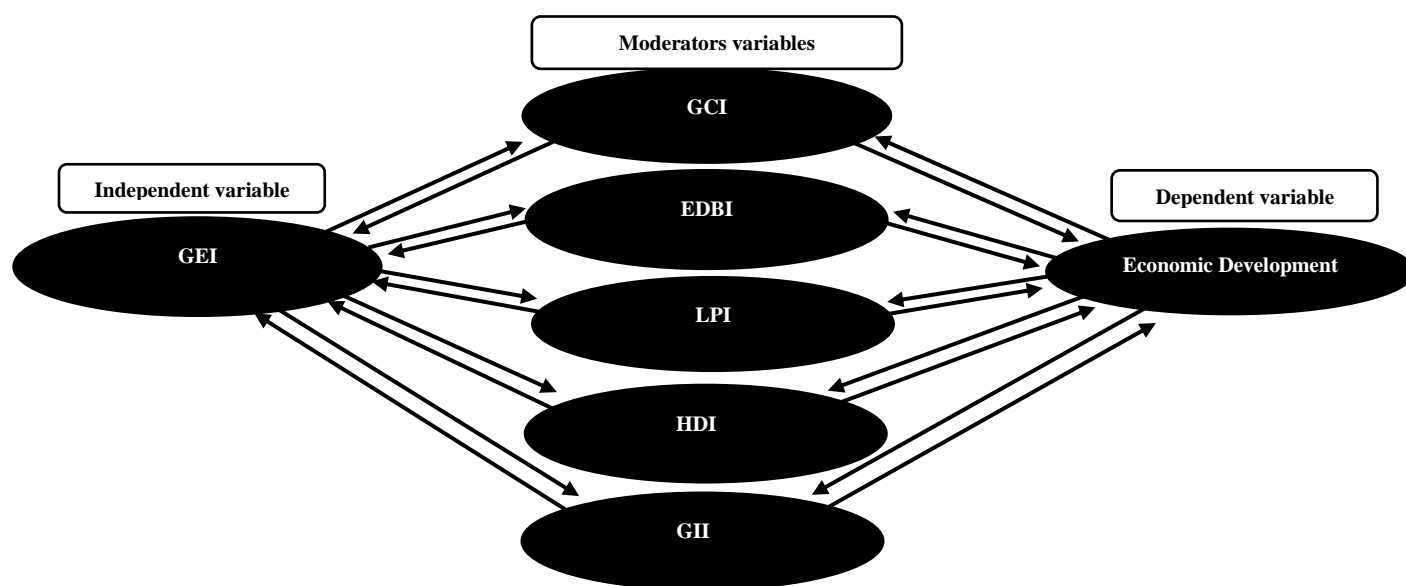 Moderators variables
GCI
Independent variable
Dependent variable
EDBI
GEI
Economic Development
LPI
HDI
GII